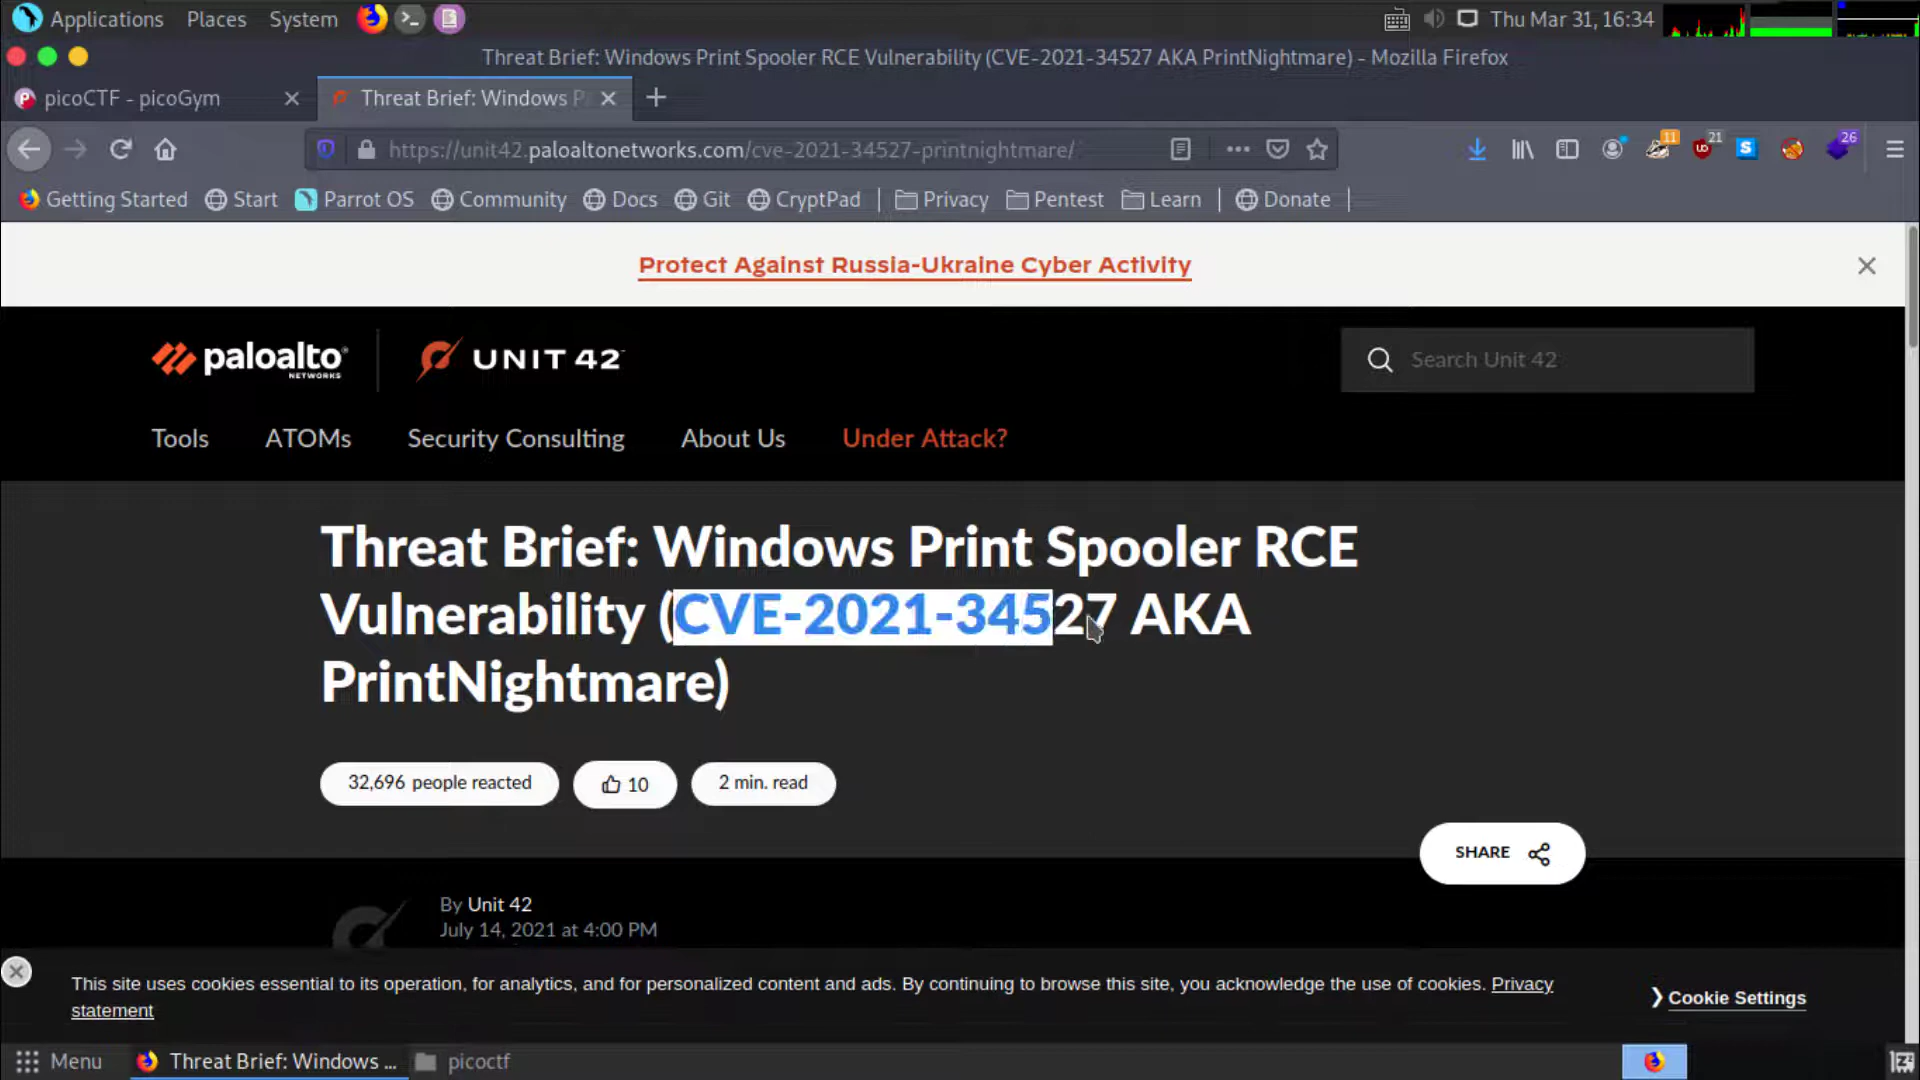 Applications Places System Thu Mar 31, 16:34
Threat Brief: Windows Print Spooler RCE Vulnerability (CVE-2021-34527 AKA PrintNightmare) - Mozilla Firefox
picoCTF - picoGym Threat Brief: Windows P
https://unit42.paloaltonetworks.com/cve-2021-34527-printnightmare/ 11 21 26
Getting Started Start Parrot OS Community Docs Git CryptPad Privacy Pentest Learn Donate
Protect Against Russia-Ukraine Cyber Activity
paloalto NETWORKS UNIT 42 Search Unit 42
Tools ATOMs Security Consulting About Us Under Attack?
Threat Brief: Windows Print Spooler RCE
Vulnerability (CVE-2021-34527 AKA
PrintNightmare)
32,696 people reacted 10 2 min. read
SHARE
By Unit 42
July 14, 2021 at 4:00 PM
This site uses cookies essential to its operation, for analytics, and for personalized content and ads. By continuing to browse this site, you acknowledge the use of cookies. Privacy
statement
Cookie Settings
Menu Threat Brief: Windows ... picoctf